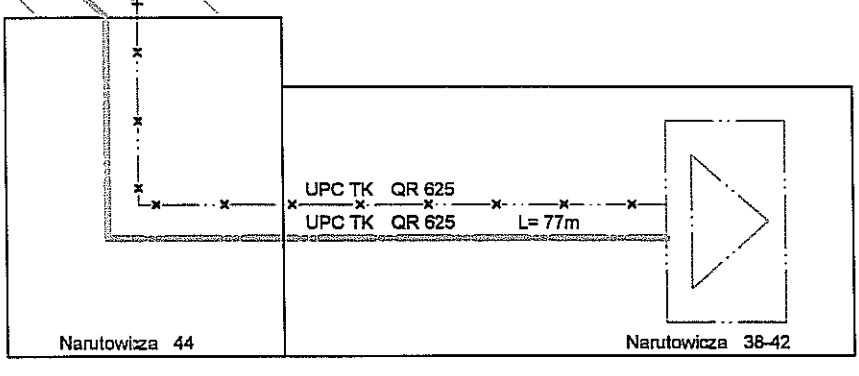 UPC TK QR 625
UPC TK QR 625 L= 77m
Narutowicza 44
Narutowicza 38-42